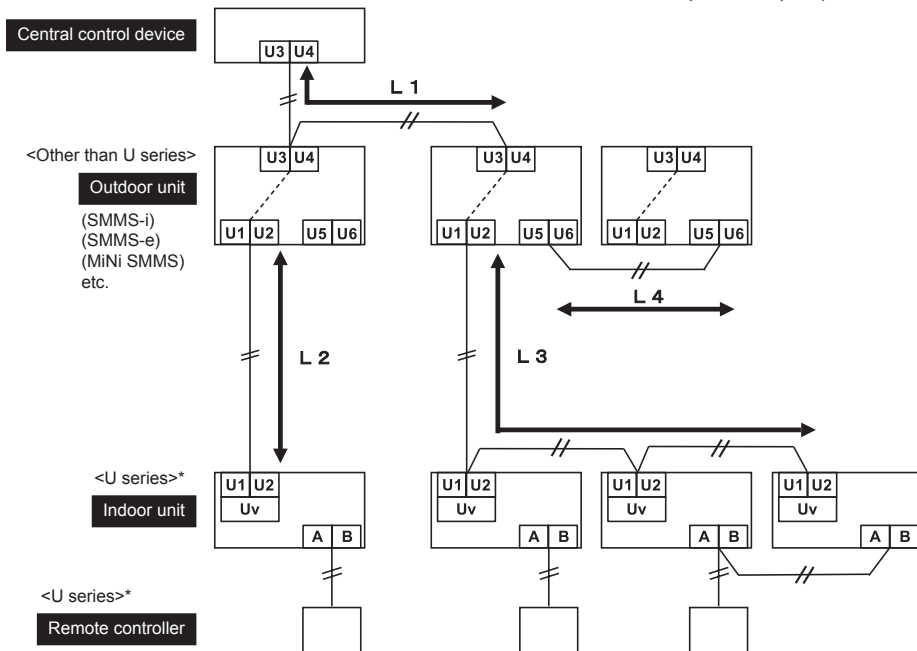 Central control device
U3 U4
L 1
<Other than U series>
Outdoor unit
(SMMS-i)
(SMMS-e)
(MiNi SMMS)
etc.
U3 U4
U1 U2
U5 U6
U3 U4
U1 U2
U5 U6
U3 U4
U1 U2
U5 U6
L 4
L 2
L 3
<U series>*
Indoor unit
U1 U2
Uv
A B
U1 U2
Uv
A B
U1 U2
Uv
A B
U1 U2
Uv
A B
<U series>*
Remote controller